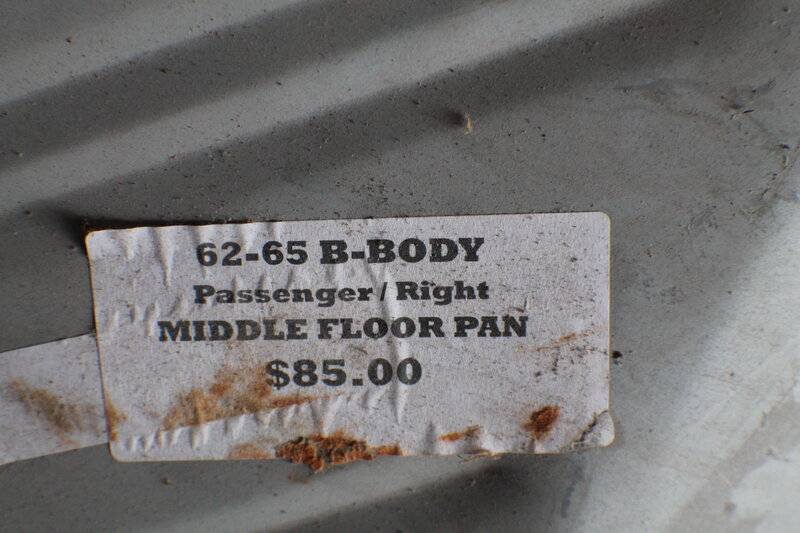 62-65 B-BODY
Passenger / Right
MIDDLE FLOOR PAN
$85.00